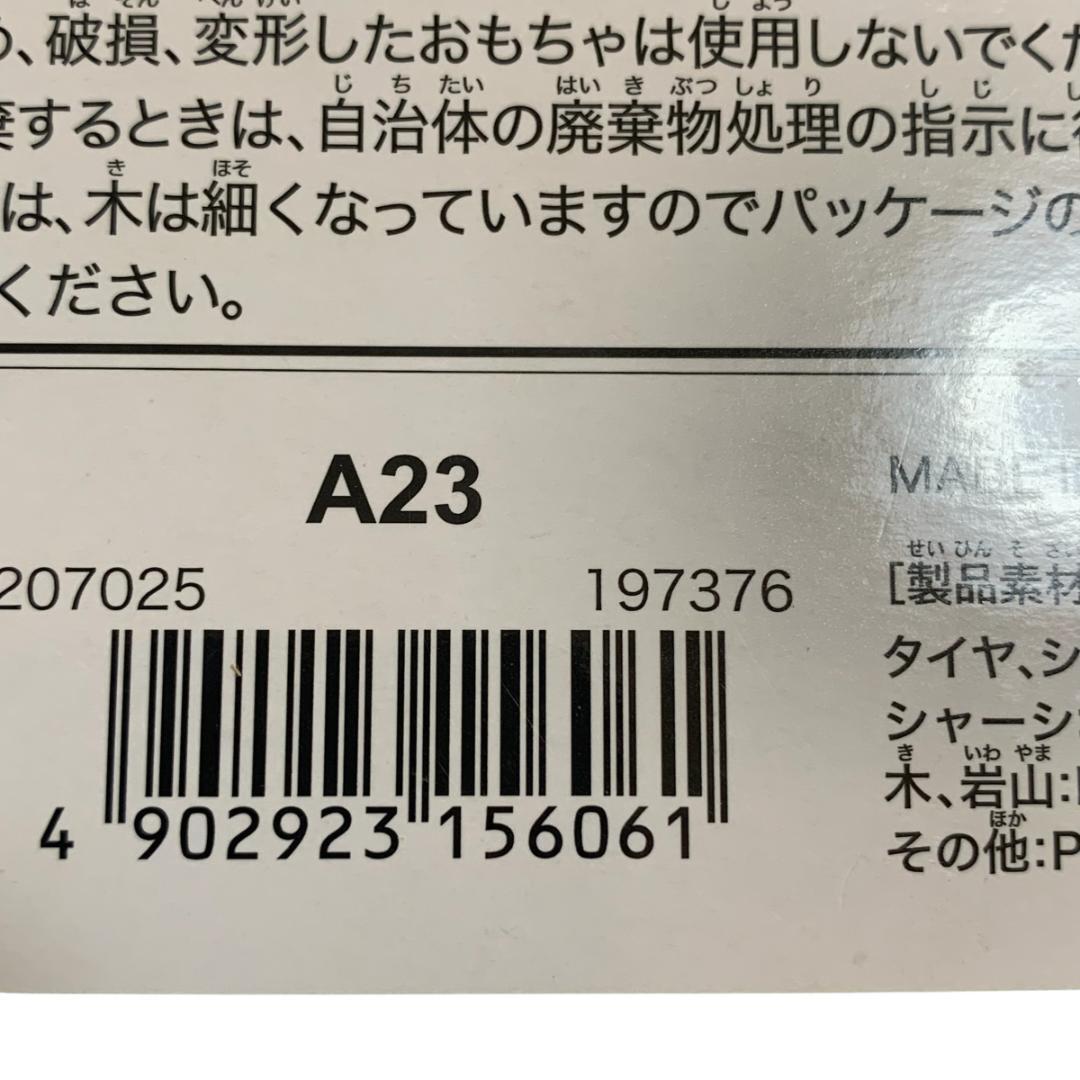 め、破損、変形したおもちゃは使用しないでくだ
棄するときは、自治体の廃棄物処理の指示に
は、木は細くなっていますのでパッケージの
ください。
A23
MADE I
207025
197376
[製品素材
タイヤ、シ
シャーシ
木、岩山:
その他:P
4 902923 156061